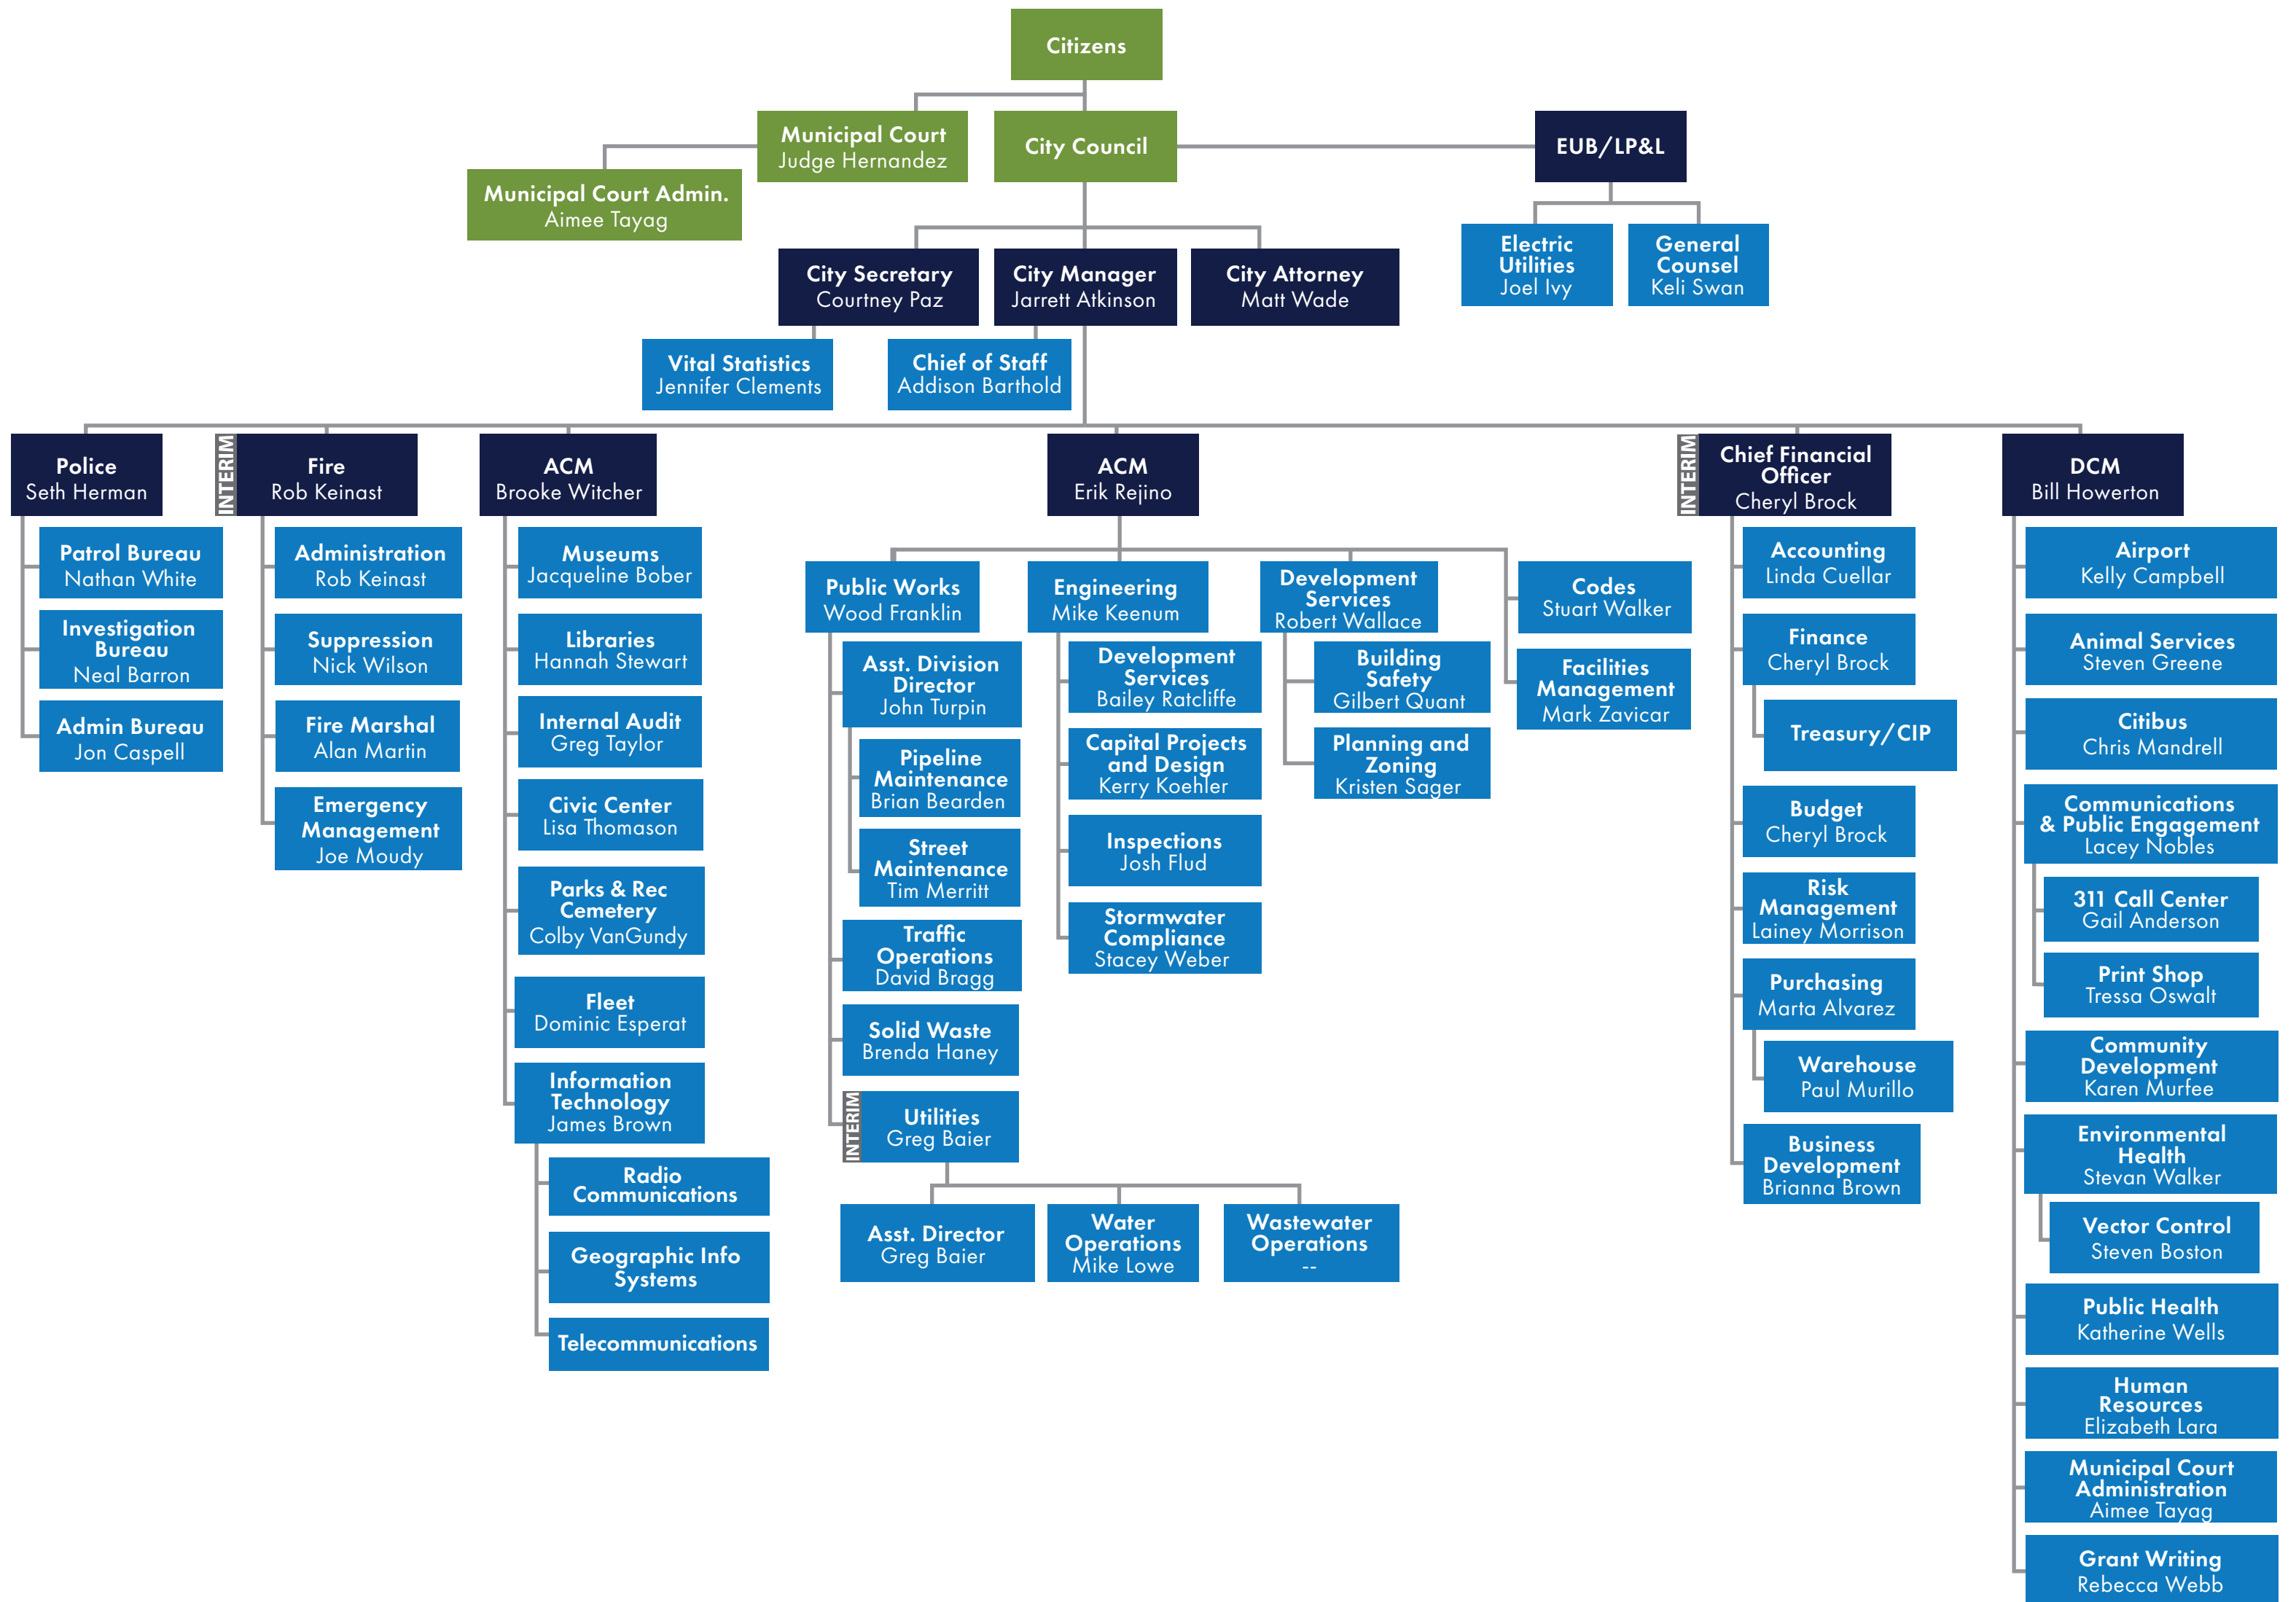 Citizens
Municipal Court
Judge Hernandez
City Council
EUB/LP&L
Municipal Court Admin.
Aimee Tayag
Electric
Utilities
Joel Ivy
General
Counsel
Keli Swan
City Secretary
Courtney Paz
City Manager
Jarrett Atkinson
City Attorney
Matt Wade
Vital Statistics
Jennifer Clements
Chief of Staff
Addison Barthold
Police
Seth Herman
Patrol Bureau
Nathan White
Investigation
Bureau
Neal Barron
Admin Bureau
Jon Caspell
INTERIM
Fire
Rob Keinast
Administration
Rob Keinast
Suppression
Nick Wilson
Fire Marshal
Alan Martin
Emergency
Management
Joe Moudy
ACM
Brooke Witcher
Museums
Jacqueline Bober
Libraries
Hannah Stewart
Internal Audit
Greg Taylor
Civic Center
Lisa Thomason
Parks & Rec
Cemetery
Colby VanGundy
Fleet
Dominic Esperat
Information
Technology
James Brown
Radio
Communications
Geographic Info
Systems
Telecommunications
ACM
Erik Rejino
Public Works
Wood Franklin
Asst. Division
Director
John Turpin
Pipeline
Maintenance
Brian Bearden
Street
Maintenance
Tim Merritt
Traffic
Operations
David Bragg
Solid Waste
Brenda Haney
INTERIM
Utilities
Greg Baier
Asst. Director
Greg Baier
Water
Operations
Mike Lowe
Wastewater
Operations
--
Engineering
Mike Keenum
Development
Services
Bailey Ratcliffe
Capital Projects
and Design
Kerry Koehler
Inspections
Josh Flud
Stormwater
Compliance
Stacey Weber
Development
Services
Robert Wallace
Building
Safety
Gilbert Quant
Planning and
Zoning
Kristen Sager
Codes
Stuart Walker
Facilities
Management
Mark Zavicar
INTERIM
Chief Financial
Officer
Cheryl Brock
Accounting
Linda Cuellar
Finance
Cheryl Brock
Treasury/CIP
Budget
Cheryl Brock
Risk
Management
Lainey Morrison
Purchasing
Marta Alvarez
Warehouse
Paul Murillo
Business
Development
Brianna Brown
DCM
Bill Howerton
Airport
Kelly Campbell
Animal Services
Steven Greene
Citibus
Chris Mandrell
Communications
& Public Engagement
Lacey Nobles
311 Call Center
Gail Anderson
Print Shop
Tressa Oswalt
Community
Development
Karen Murfee
Environmental
Health
Stevan Walker
Vector Control
Steven Boston
Public Health
Katherine Wells
Human
Resources
Elizabeth Lara
Municipal Court
Administration
Aimee Tayag
Grant Writing
Rebecca Webb